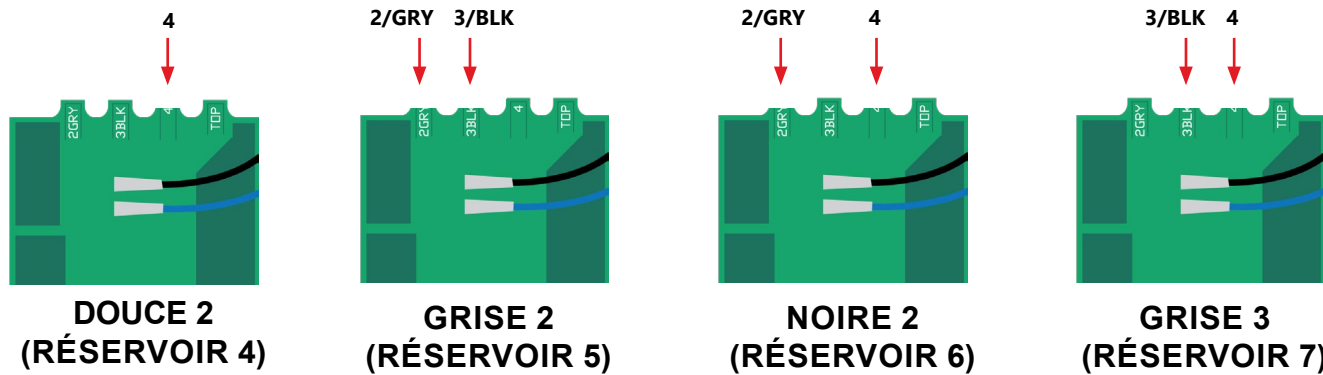 4
2/GRY 3/BLK
2/GRY 4
3/BLK 4
2GRY 3BLK 4 TOP
2GRY 3BLK 4 TOP
2GRY 3BLK 4 TOP
2GRY 3BLK 4 TOP
DOUCE 2
(RÉSERVOIR 4)
GRISE 2
(RÉSERVOIR 5)
NOIRE 2
(RÉSERVOIR 6)
GRISE 3
(RÉSERVOIR 7)